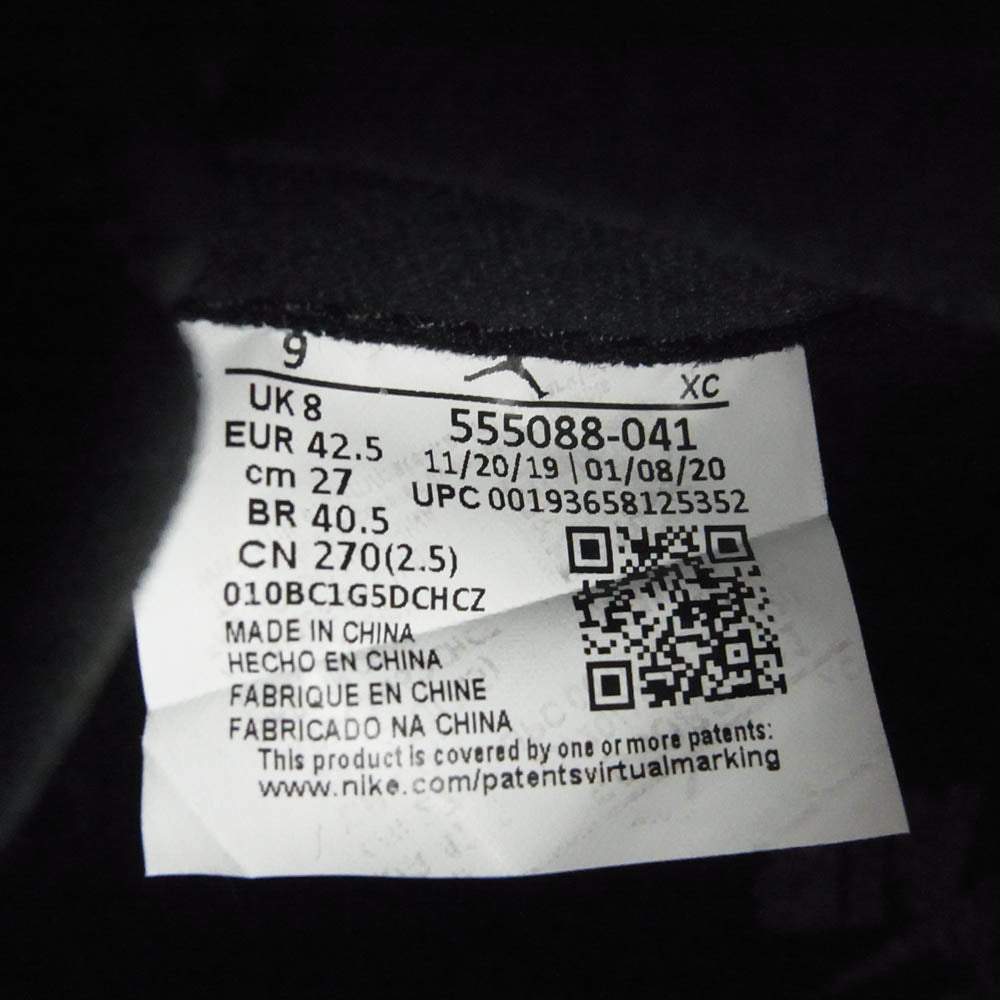 9
XC
UK 8
EUR 42.5
cm 27
BR 40.5
CN 270(2.5)
555088-041
11/20/19 | 01/08/20
UPC 00193658125352
010BC1G5DCHCZ
MADE IN CHINA
HECHO EN CHINA
FABRIQUE EN CHINE
FABRICADO NA CHINA
This product is covered by one or more patents:
www.nike.com/patentsvirtualmarking